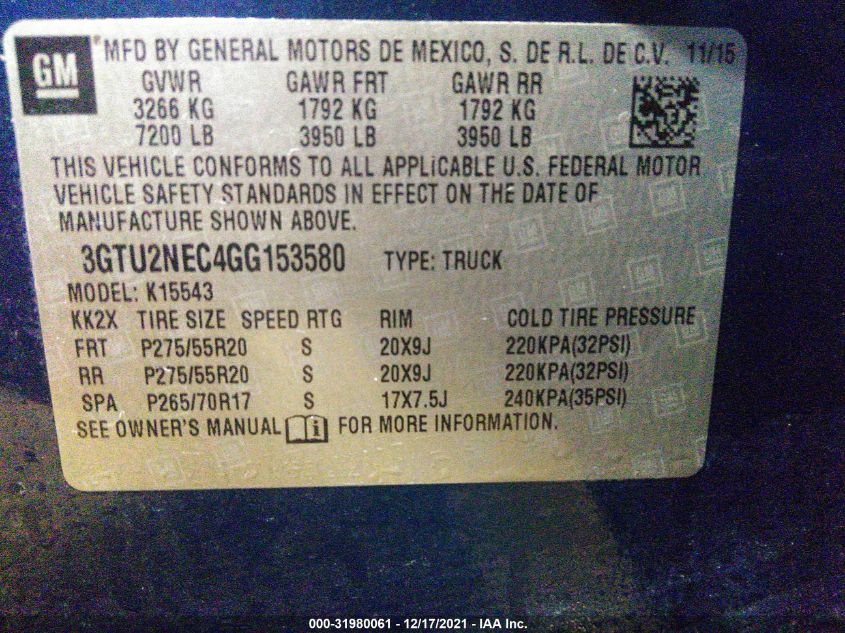 GM MFD BY GENERAL MOTORS DE MEXICO, S. DE R.L. DE C.V. 11/15
GVWR GAWR FRT GAWR RR
3266 KG 1792 KG 1792 KG
7200 LB 3950 LB 3950 LB
THIS VEHICLE CONFORMS TO ALL APPLICABLE U.S. FEDERAL MOTOR
VEHICLE SAFETY STANDARDS IN EFFECT ON THE DATE OF
MANUFACTURE SHOWN ABOVE.
3GTU2NEC4GG153580 TYPE: TRUCK
MODEL: K15543
KK2X TIRE SIZE SPEED RTG RIM COLD TIRE PRESSURE
FRT P275/55R20 S 20X9J 220KPA(32PSI)
RR P275/55R20 S 20X9J 220KPA(32PSI)
SPA P265/70R17 S 17X7.5J 240KPA(35PSI)
SEE OWNER'S MANUAL i FOR MORE INFORMATION.
000-31980061 - 12/17/2021 - IAA Inc.